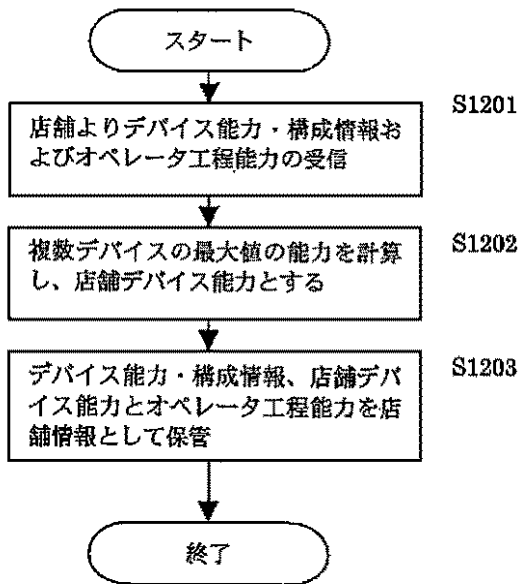 スタート
S1201
店舗よりデバイス能力・構成情報お
よびオペレータ工程能力の受信
S1202
複数デバイスの最大値の能力を計算
し、店舗デバイス能力とする
S1203
デバイス能力・構成情報、店舗デバ
イス能力とオペレータ工程能力を店
舗情報として保管
終了